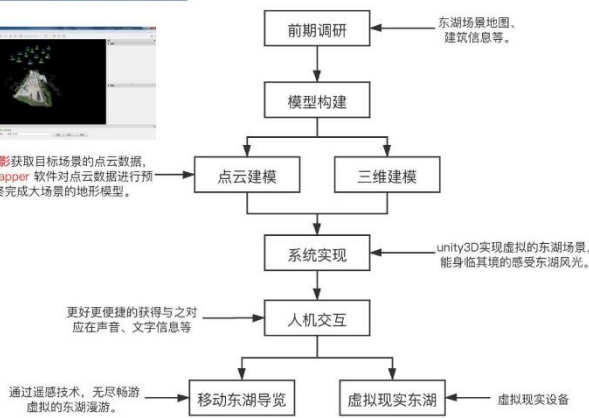 前期调研
东湖场景地图、
建筑信息等。
模型构建
影获取目标场景的点云数据,
apper 软件对点云数据进行预
终完成大场景的地形模型。
点云建模
三维建模
系统实现
unity3D实现虚拟的东湖场景,
能身临其境的感受东湖风光。
更好更便捷的获得与之对
应在声音、文字信息等
人机交互
通过遥感技术，无尽畅游
虚拟的东湖漫游。
移动东湖导览
虚拟现实东湖
虚拟现实设备